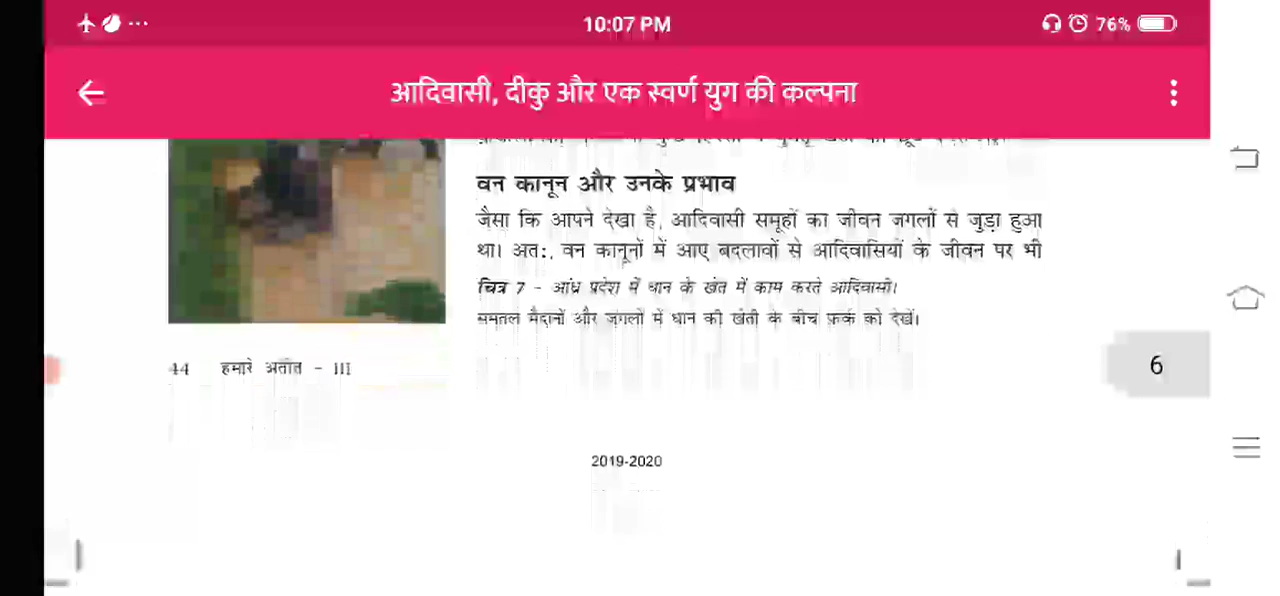 10:07 PM
76%
आदिवासी, दीकु और एक स्वर्ण युग की कल्पना
वन कानून और उनके प्रभाव
जैसा कि आपने देखा है, आदिवासी समूहों का जीवन जंगलों से जुड़ा हुआ
था। अतः, वन कानूनों में आए बदलावों से आदिवासियों के जीवन पर भी
चित्र 7 - आंध्र प्रदेश में धान के खेत में काम करते आदिवासी।
समतल मैदानों और जंगलों में धान की खेती के बीच फ़र्क को देखें।
44 हमारे अतीत - III
6
2019-2020